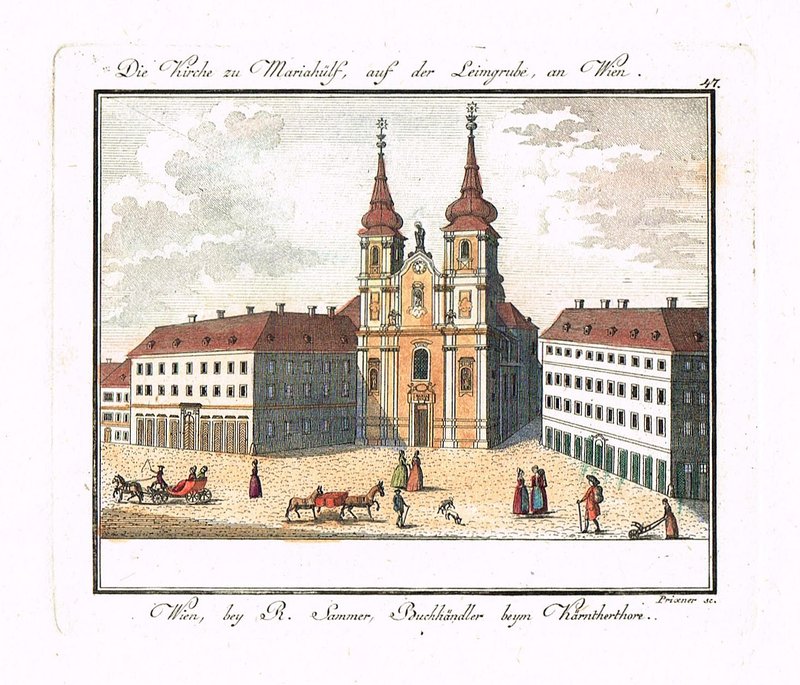 Die Kirche zu Mariahülf, auf der Leimgrube, an Wien.
47.
Prixner sc.
Wien, bey R. Sammer, Buchhändler beym Kärntherthore..